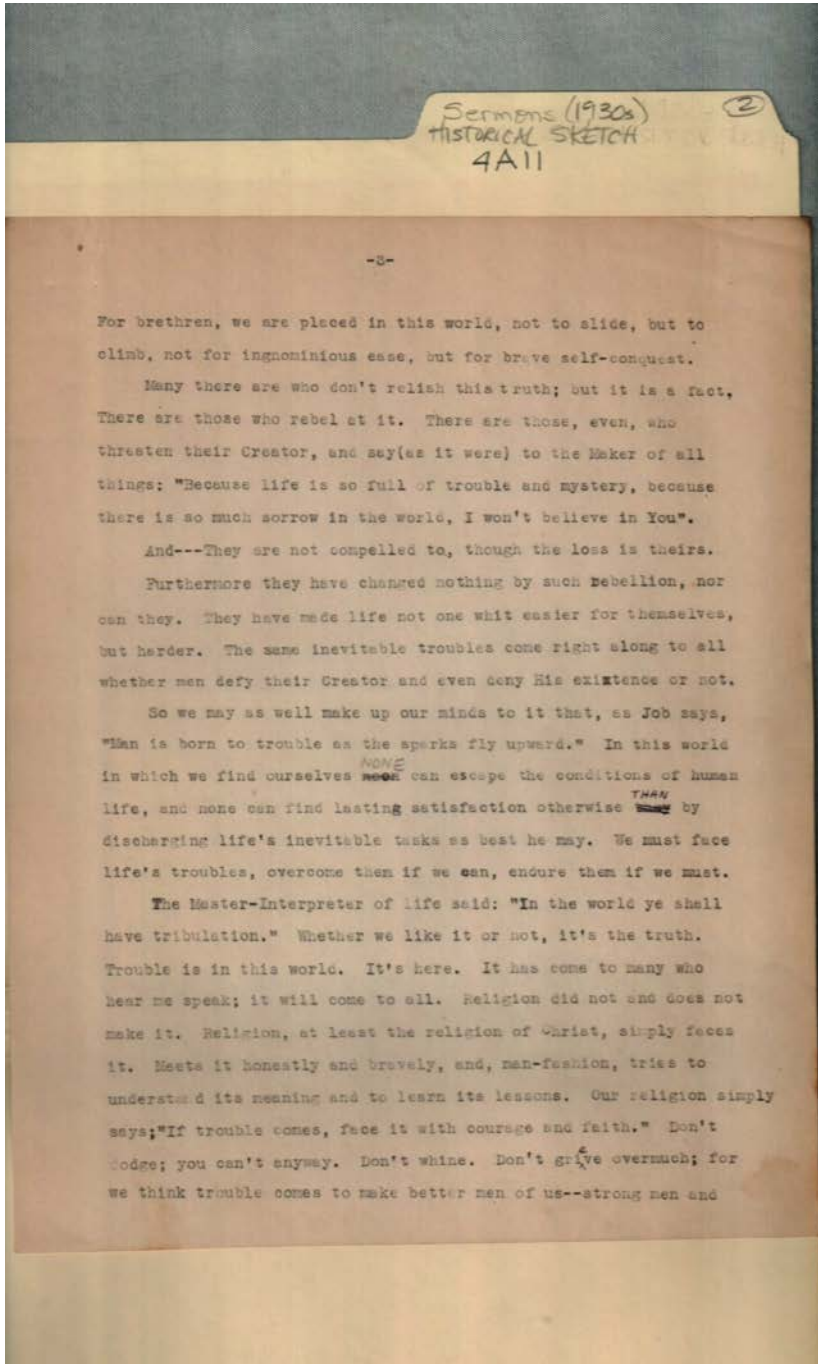 Sermons (1930s)
2
HISTORICAL SKETCH
4A11
-3-
For brethren, we are placed in this world, not to slide, but to
climb, not for ingnominious ease, but for brave self-conquest.
Many there are who don't relish this truth; but it is a fact,
There are those who rebel at it. There are those, even, who
threaten their Creator, and say(as it were) to the Maker of all
things: "Because life is so full of trouble and mystery, because
there is so much sorrow in the world, I won't believe in You".
And---They are not compelled to, though the loss is theirs.
Furthermore they have changed nothing by such rebellion, nor
can they. They have made life not one whit easier for themselves,
but harder. The same inevitable troubles come right along to all
whether men defy their Creator and even deny His existence or not.
So we may as well make up our minds to it that, as Job says,
"Man is born to trouble as the sparks fly upward." In this world
NONE
in which we find ourselves can escape the conditions of human
THAN
life, and none can find lasting satisfaction otherwise by
discharging life's inevitable tasks as best he may. We must face
life's troubles, overcome them if we can, endure them if we must.
The Master-Interpreter of life said: "In the world ye shall
have tribulation." Whether we like it or not, it's the truth.
Trouble is in this world. It's here. It has come to many who
hear me speak; it will come to all. Religion did not and does not
make it. Religion, at least the religion of Christ, simply faces
it. Meets it honestly and bravely, and, man-fashion, tries to
understand its meaning and to learn its lessons. Our religion simply
says;"If trouble comes, face it with courage and faith." Don't
dodge; you can't anyway. Don't whine. Don't grieve overmuch; for
we think trouble comes to make better men of us--strong men and